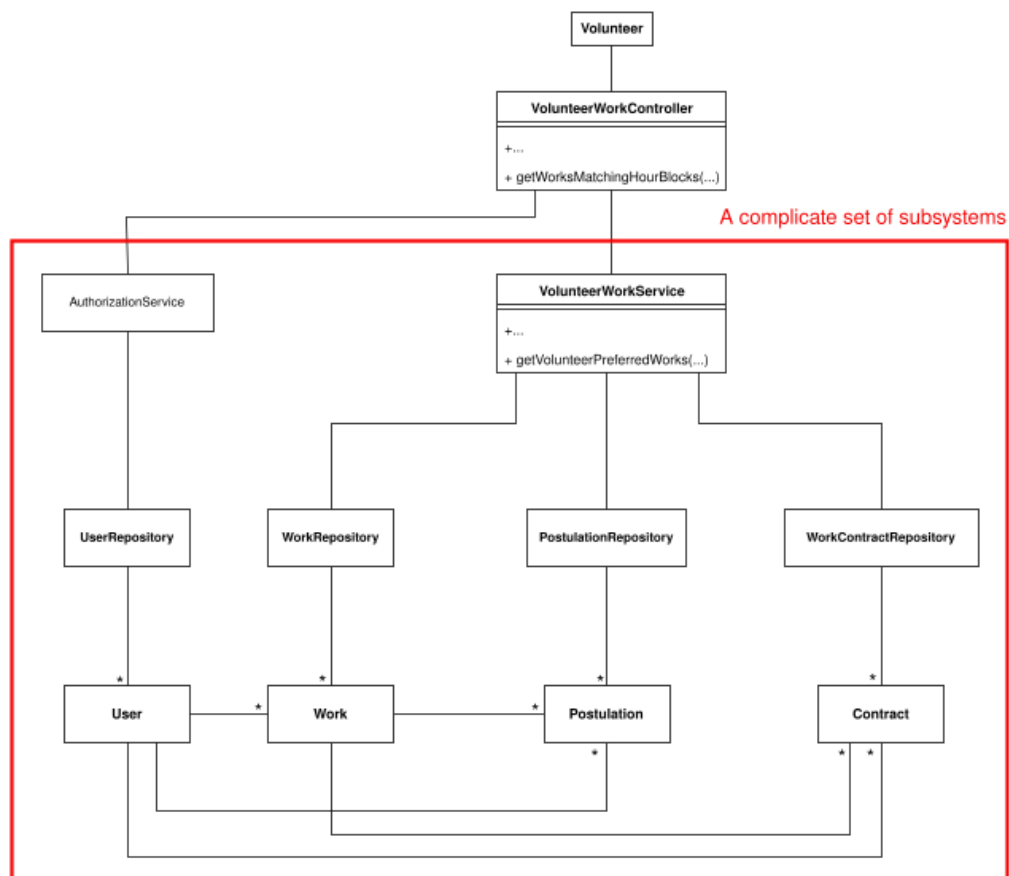 Volunteer
VolunteerWorkController
+...
+ getWorksMatchingHourBlocks(...)
A complicate set of subsystems
AuthorizationService
VolunteerWorkService
+...
+ getVolunteerPreferredWorks(...)
UserRepository
WorkRepository
PostulationRepository
WorkContractRepository
* * * *
User * Work * Postulation Contract
* * *